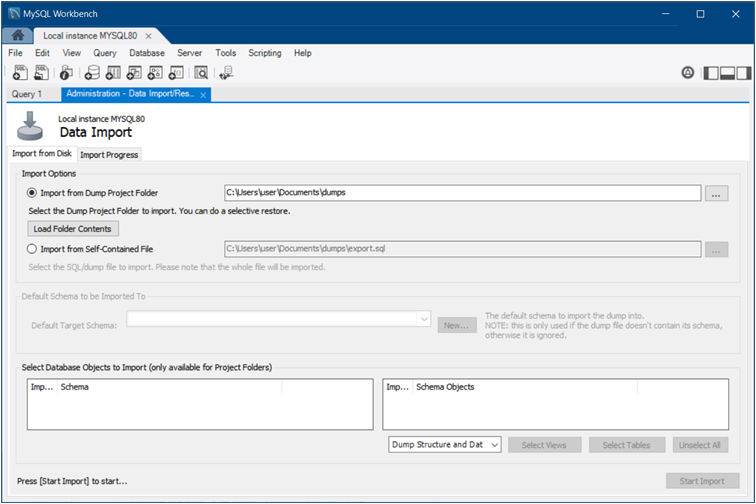 MySQL Workbench
Local instance MYSQL80
File Edit View Query Database Server Tools Scripting Help
Query 1 Administration - Data Import/Res...
Local instance MYSQL80
Data Import
Import from Disk Import Progress
Import Options
Import from Dump Project Folder C:\Users\user\Documents\dumps ...
Select the Dump Project Folder to import. You can do a selective restore.
Load Folder Contents
Import from Self-Contained File C:\Users\user\Documents\dumps\export.sql ...
Select the SQL/dump file to import. Please note that the whole file will be imported.
Default Schema to be Imported To
Default Target Schema: New... The default schema to import the dump into.
NOTE: this is only used if the dump file doesn't contain its schema,
otherwise it is ignored.
Select Database Objects to Import (only available for Project Folders)
Imp... Schema Imp... Schema Objects
Dump Structure and Dat Select Views Select Tables Unselect All
Press [Start Import] to start... Start Import